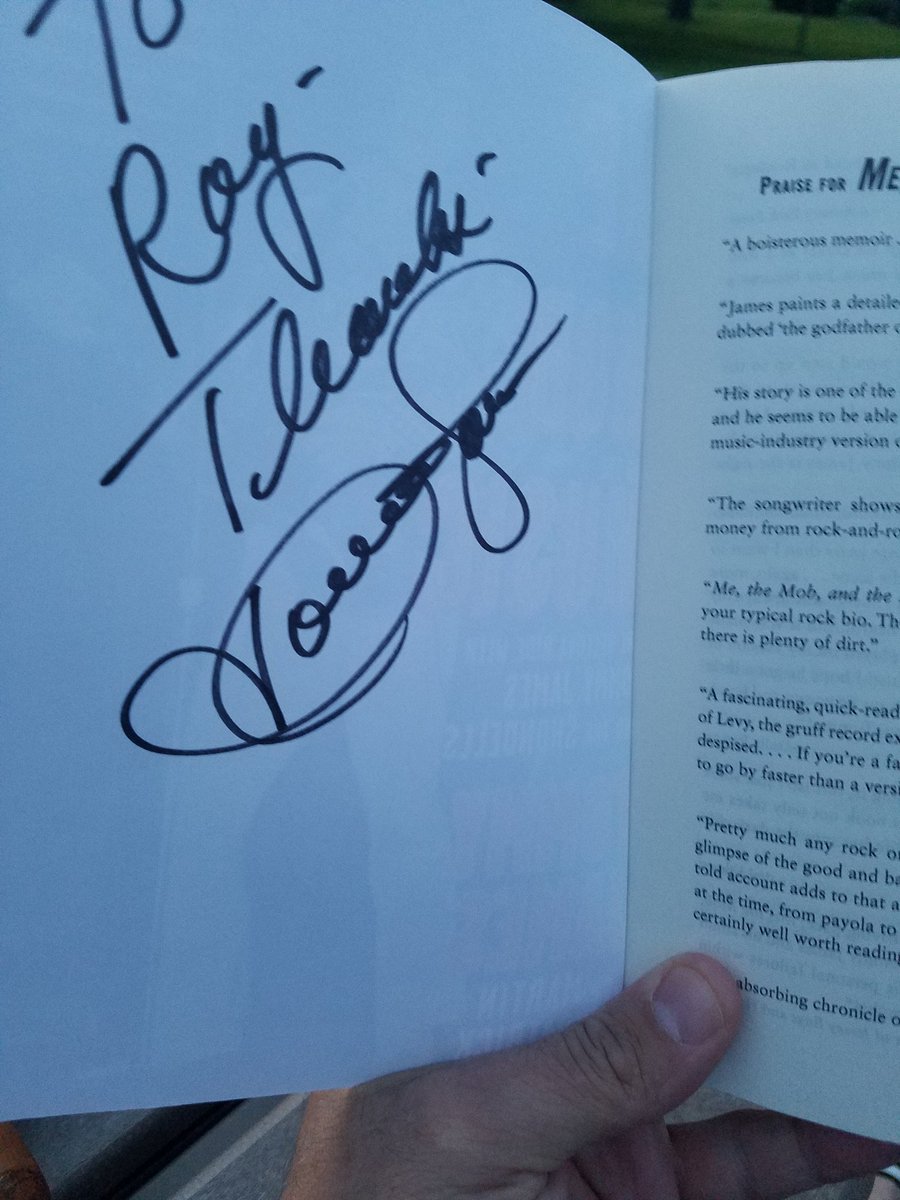 To
Roy-
Thanks-
Tommy James
PRAISE FOR ME
"A boisterous memoir
"James paints a detaile
dubbed 'the godfather
"His story is one of the
and he seems to be able
music-industry version
"The songwriter shows
money from rock-and-ro
"Me, the Mob, and the
your typical rock bio. Th
there is plenty of dirt."
"A fascinating, quick-read
of Levy, the gruff record ex
despised. . . . If you're a fa
to go by faster than a versi
"Pretty much any rock or
glimpse of the good and ba
told account adds to that a
at the time, from payola to
certainly well worth reading
absorbing chronicle o